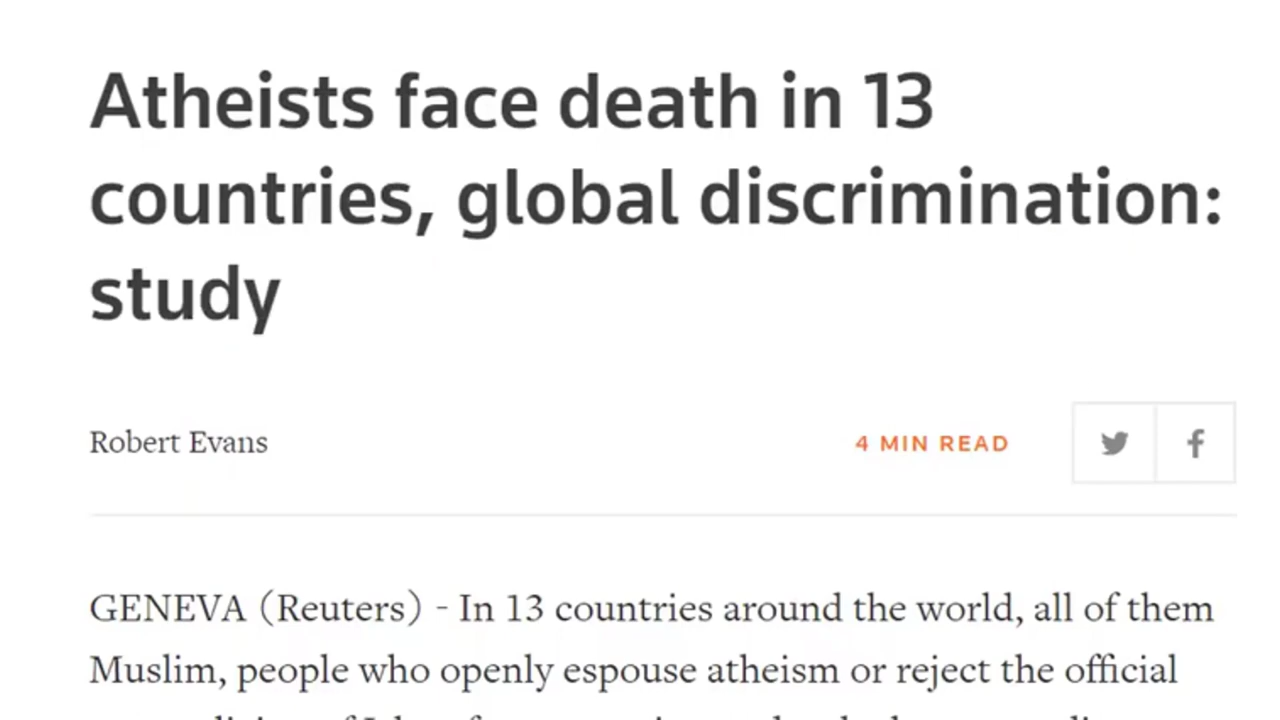 Atheists face death in 13
countries, global discrimination:
study
Robert Evans
4 MIN READ
GENEVA (Reuters) - In 13 countries around the world, all of them
Muslim, people who openly espouse atheism or reject the official